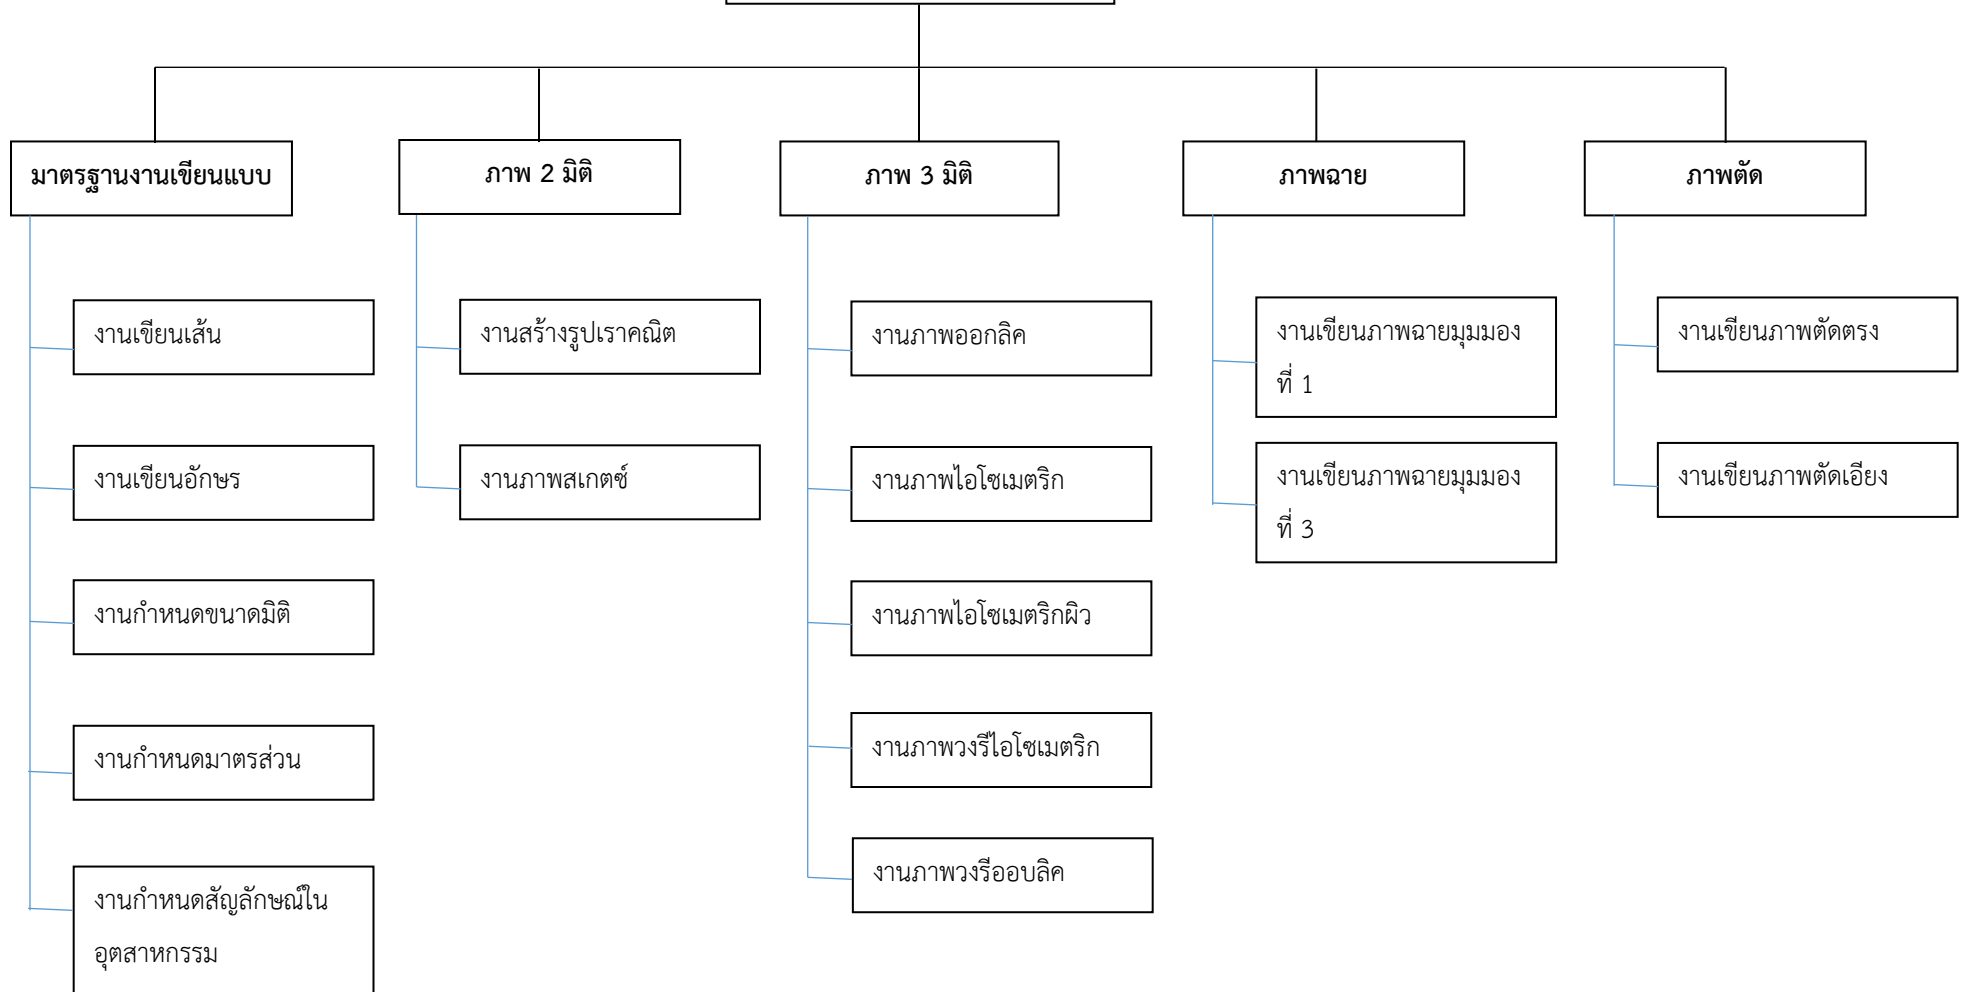 มาตรฐานงานเขียนแบบ
ภาพ 2 มิติ
ภาพ 3 มิติ
ภาพฉาย
ภาพตัด
งานเขียนเส้น
งานเขียนอักษร
งานกำหนดขนาดมิติ
งานกำหนดมาตรส่วน
งานกำหนดสัญลักษณ์ใน
อุตสาหกรรม
งานสร้างรูปเราคณิต
งานภาพสเกตซ์
งานภาพออกลิค
งานภาพไอโซเมตริก
งานภาพไอโซเมตริกผิว
งานภาพวงรีไอโซเมตริก
งานภาพวงรีออบลิค
งานเขียนภาพฉายมุมมอง
ที่ 1
งานเขียนภาพฉายมุมมอง
ที่ 3
งานเขียนภาพตัดตรง
งานเขียนภาพตัดเอียง